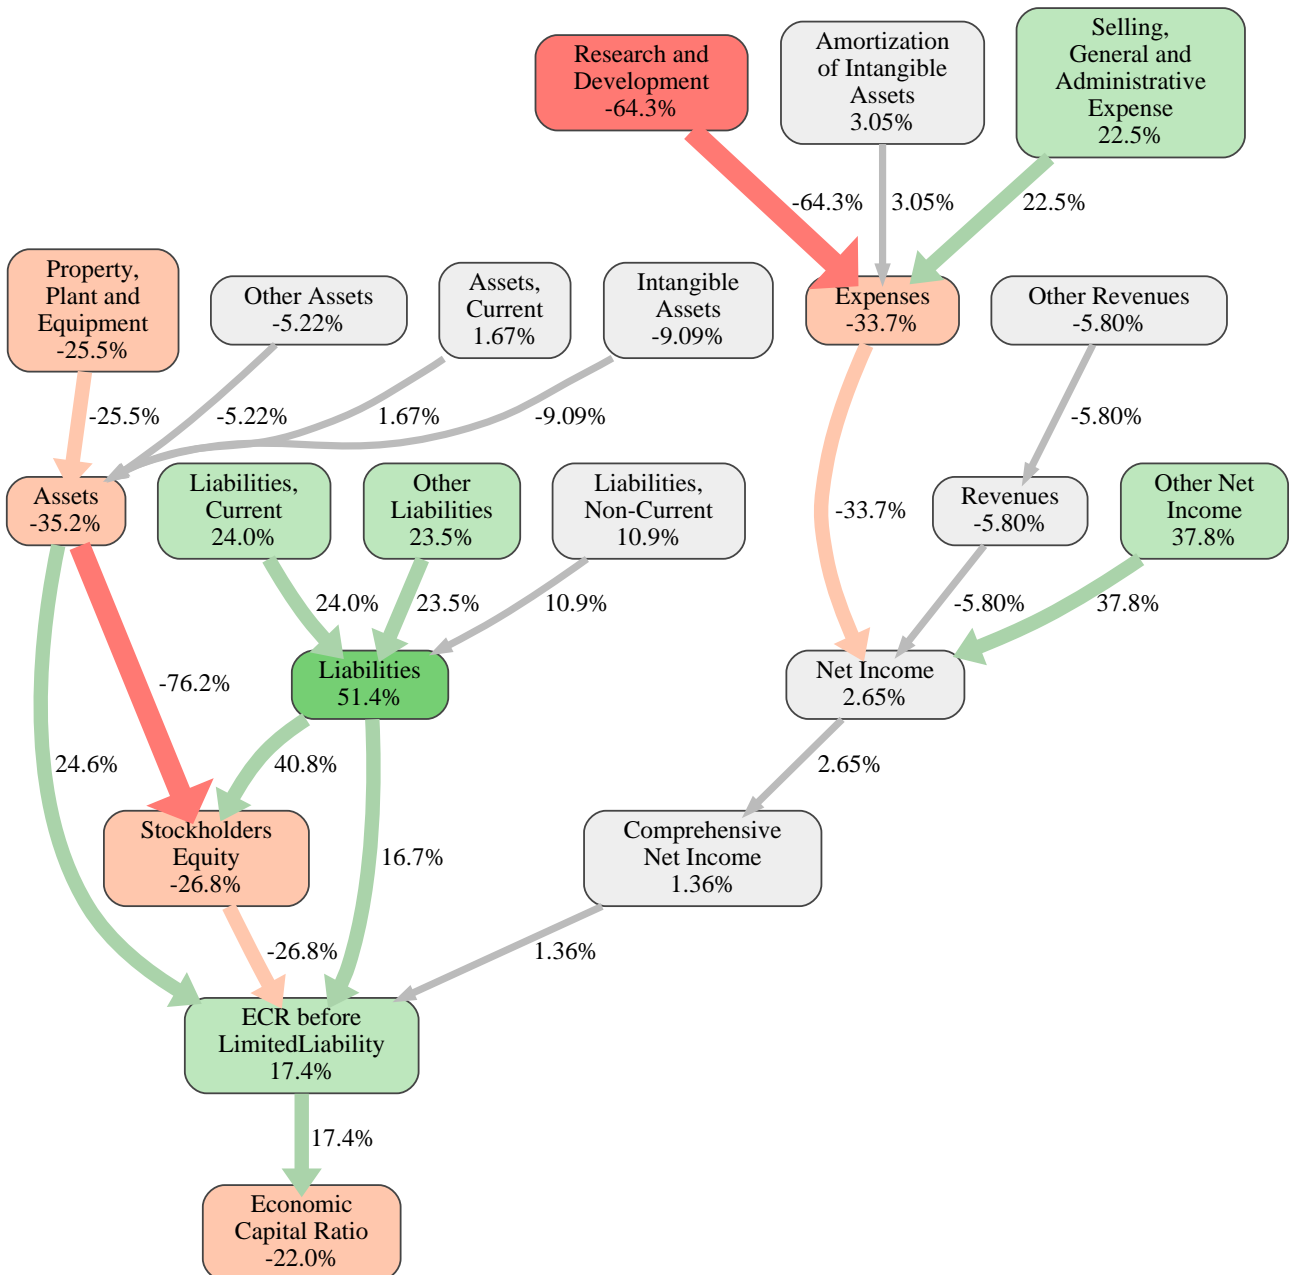 Research and
Development
-64.3%
Amortization
of Intangible
Assets
3.05%
Selling,
General and
Administrative
Expense
22.5%
-64.3%
3.05%
22.5%
Property,
Plant and
Equipment
-25.5%
Other Assets
-5.22%
Assets,
Current
1.67%
Intangible
Assets
-9.09%
Expenses
-33.7%
Other Revenues
-5.80%
-25.5%
-5.22%
1.67%
-9.09%
-5.80%
Assets
-35.2%
Liabilities,
Current
24.0%
Other
Liabilities
23.5%
Liabilities,
Non-Current
10.9%
-33.7%
Revenues
-5.80%
Other Net
Income
37.8%
24.0%
23.5%
10.9%
-5.80%
37.8%
-76.2%
Liabilities
51.4%
Net Income
2.65%
24.6%
40.8%
2.65%
Stockholders
Equity
-26.8%
16.7%
Comprehensive
Net Income
1.36%
-26.8%
1.36%
ECR before
LimitedLiability
17.4%
17.4%
Economic
Capital Ratio
-22.0%